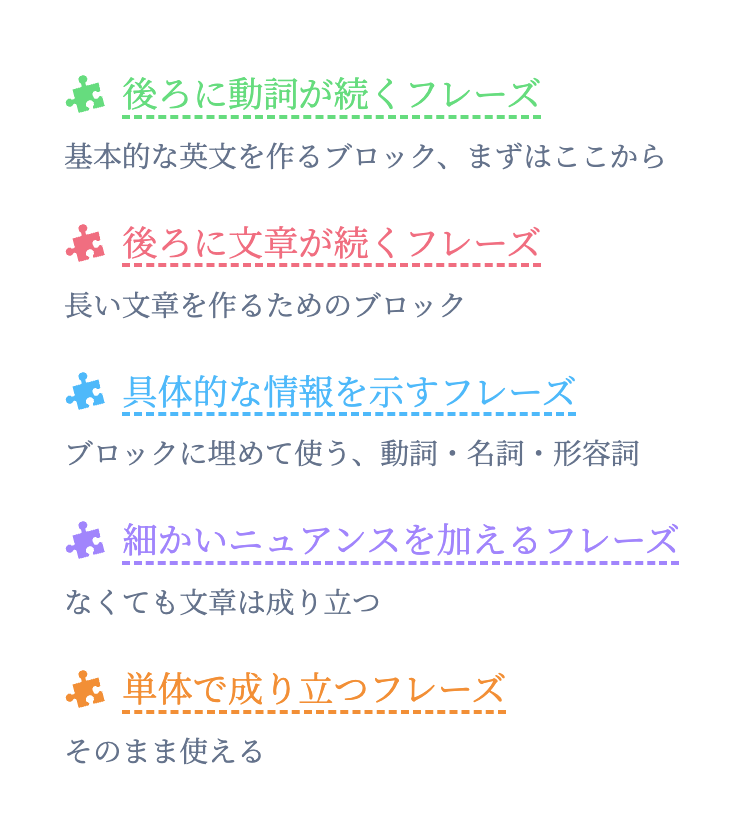 後ろに動詞が続くフレーズ
基本的な英文を作るブロック、まずはここから
後ろに文章が続くフレーズ
長い文章を作るためのブロック
具体的な情報を示すフレーズ
ブロックに埋めて使う、動詞・名詞・形容詞
細かいニュアンスを加えるフレーズ
なくても文章は成り立つ
単体で成り立つフレーズ
そのまま使える